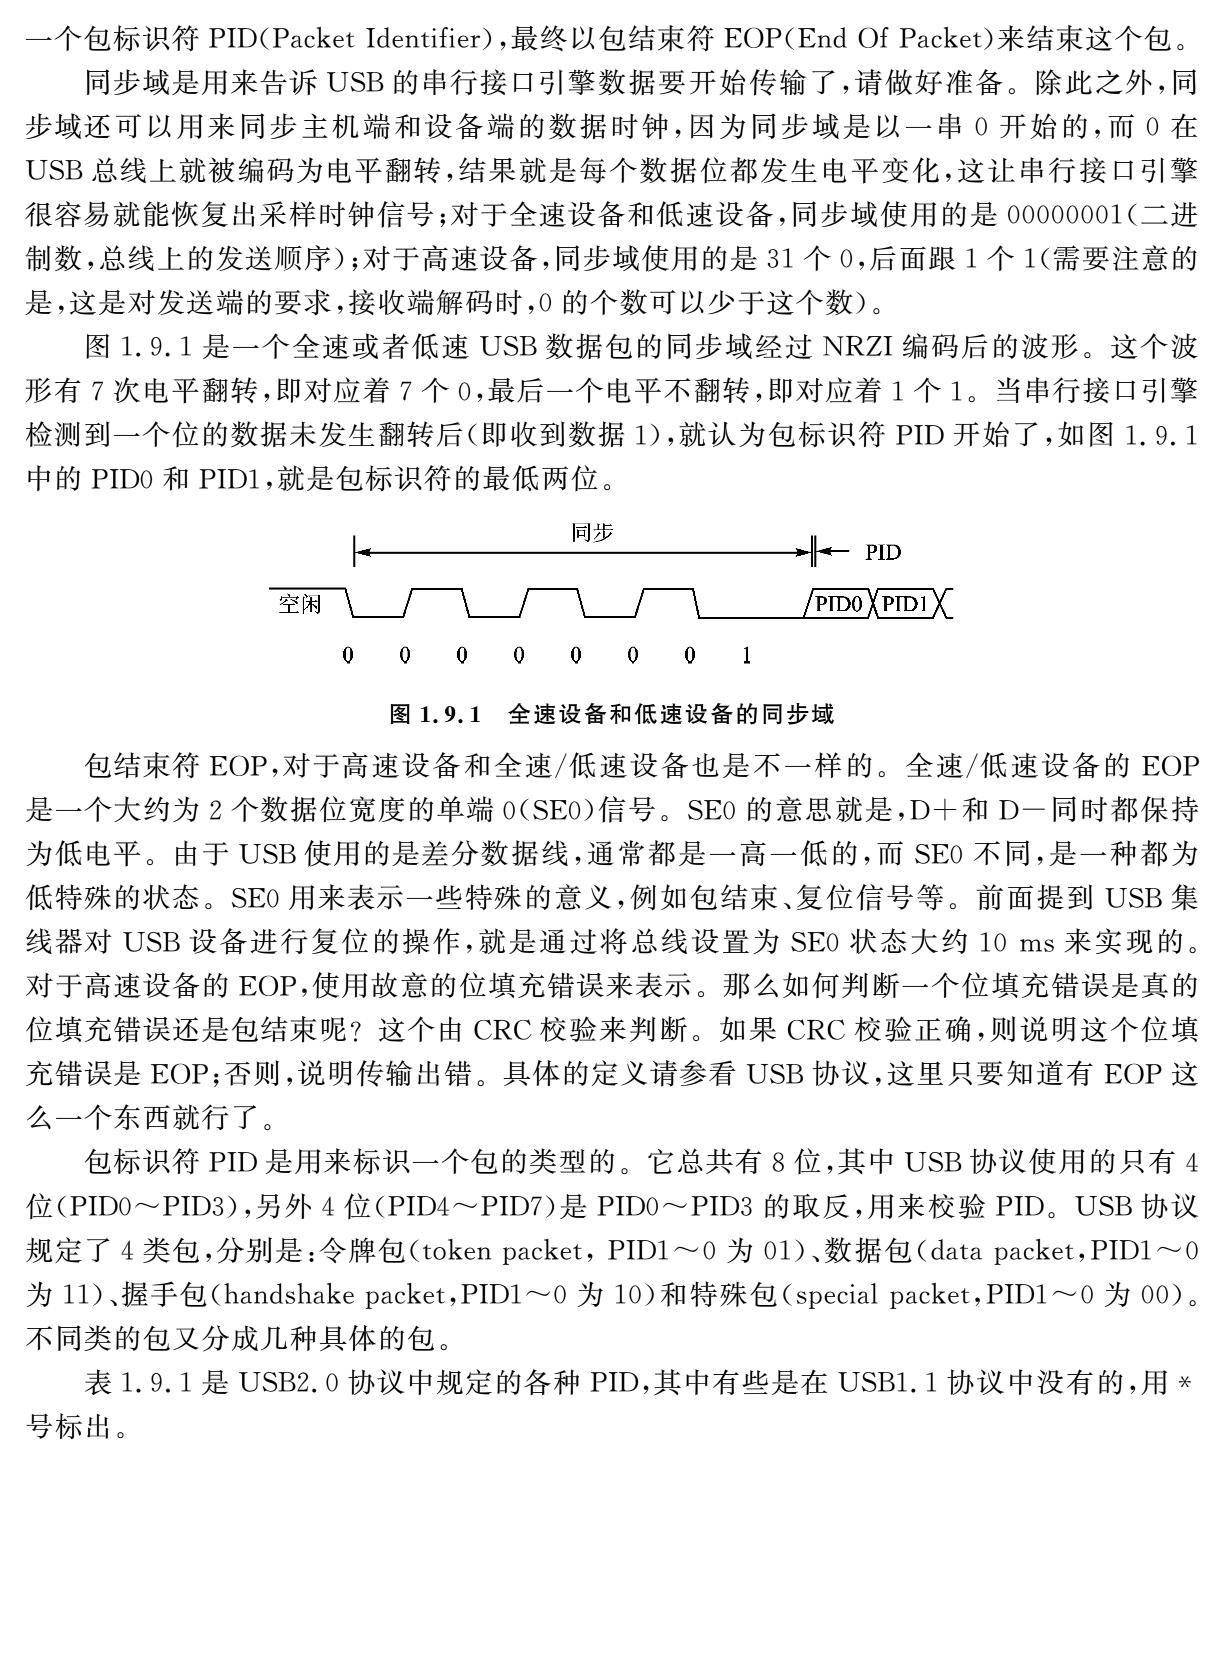 一个包标识符 PID(Packet Identifier),最终以包结束符 EOP(End Of Packet)来结束这个包。
同步域是用来告诉 USB 的串行接口引擎数据要开始传输了,请做好准备。除此之外,同
步域还可以用来同步主机端和设备端的数据时钟,因为同步域是以一串 0 开始的,而 0 在
USB 总线上就被编码为电平翻转,结果就是每个数据位都发生电平变化,这让串行接口引擎
很容易就能恢复出采样时钟信号;对于全速设备和低速设备,同步域使用的是 00000001(二进
制数,总线上的发送顺序);对于高速设备,同步域使用的是 31 个 0,后面跟 1 个 1(需要注意的
是,这是对发送端的要求,接收端解码时,0 的个数可以少于这个数)。
图 1.9.1 是一个全速或者低速 USB 数据包的同步域经过 NRZI 编码后的波形。这个波
形有 7 次电平翻转,即对应着 7 个 0,最后一个电平不翻转,即对应着 1 个 1。当串行接口引擎
检测到一个位的数据未发生翻转后(即收到数据 1),就认为包标识符 PID 开始了,如图 1.9.1
中的 PID0 和 PID1,就是包标识符的最低两位。
同步
PID
空闲 PID0 PID1
0 0 0 0 0 0 0 1
图 1.9.1 全速设备和低速设备的同步域
包结束符 EOP,对于高速设备和全速/低速设备也是不一样的。全速/低速设备的 EOP
是一个大约为 2 个数据位宽度的单端 0(SE0)信号。SE0 的意思就是,D+和 D-同时都保持
为低电平。由于 USB 使用的是差分数据线,通常都是一高一低的,而 SE0 不同,是一种都为
低特殊的状态。SE0 用来表示一些特殊的意义,例如包结束、复位信号等。前面提到 USB 集
线器对 USB 设备进行复位的操作,就是通过将总线设置为 SE0 状态大约 10 ms 来实现的。
对于高速设备的 EOP,使用故意的位填充错误来表示。那么如何判断一个位填充错误是真的
位填充错误还是包结束呢? 这个由 CRC 校验来判断。如果 CRC 校验正确,则说明这个位填
充错误是 EOP;否则,说明传输出错。具体的定义请参看 USB 协议,这里只要知道有 EOP 这
么一个东西就行了。
包标识符 PID 是用来标识一个包的类型的。它总共有 8 位,其中 USB 协议使用的只有 4
位(PID0～PID3),另外 4 位(PID4～PID7)是 PID0～PID3 的取反,用来校验 PID。USB 协议
规定了 4 类包,分别是:令牌包(token packet, PID1～0 为 01)、数据包(data packet,PID1～0
为 11)、握手包(handshake packet,PID1～0 为 10)和特殊包(special packet,PID1～0 为 00)。
不同类的包又分成几种具体的包。
表 1.9.1 是 USB2.0 协议中规定的各种 PID,其中有些是在 USB1.1 协议中没有的,用 *
号标出。